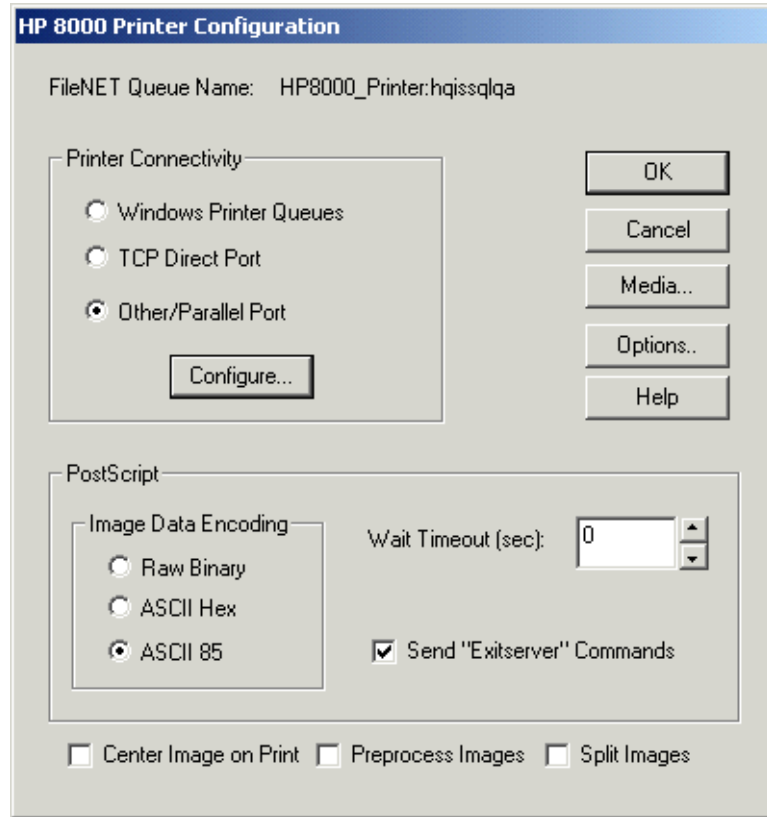 HP 8000 Printer Configuration
FileNET Queue Name: HP8000_Printer:hqissqlqa
Printer Connectivity
Windows Printer Queues
TCP Direct Port
Other/Parallel Port
Configure...
OK
Cancel
Media...
Options..
Help
PostScript
Image Data Encoding
Raw Binary
ASCII Hex
ASCII 85
Wait Timeout (sec): 0
Send "Exitserver" Commands
Center Image on Print Preprocess Images Split Images